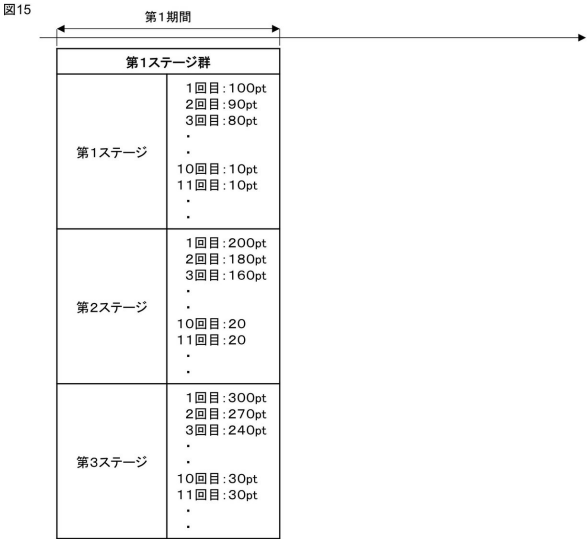 図15
第1期間
第1ステージ群
第1ステージ
1回目:100pt
2回目:90pt
3回目:80pt
・
・
10回目:10pt
11回目:10pt
・
・
第2ステージ
1回目:200pt
2回目:180pt
3回目:160pt
・
・
10回目:20
11回目:20
・
・
第3ステージ
1回目:300pt
2回目:270pt
3回目:240pt
・
・
10回目:30pt
11回目:30pt
・
・